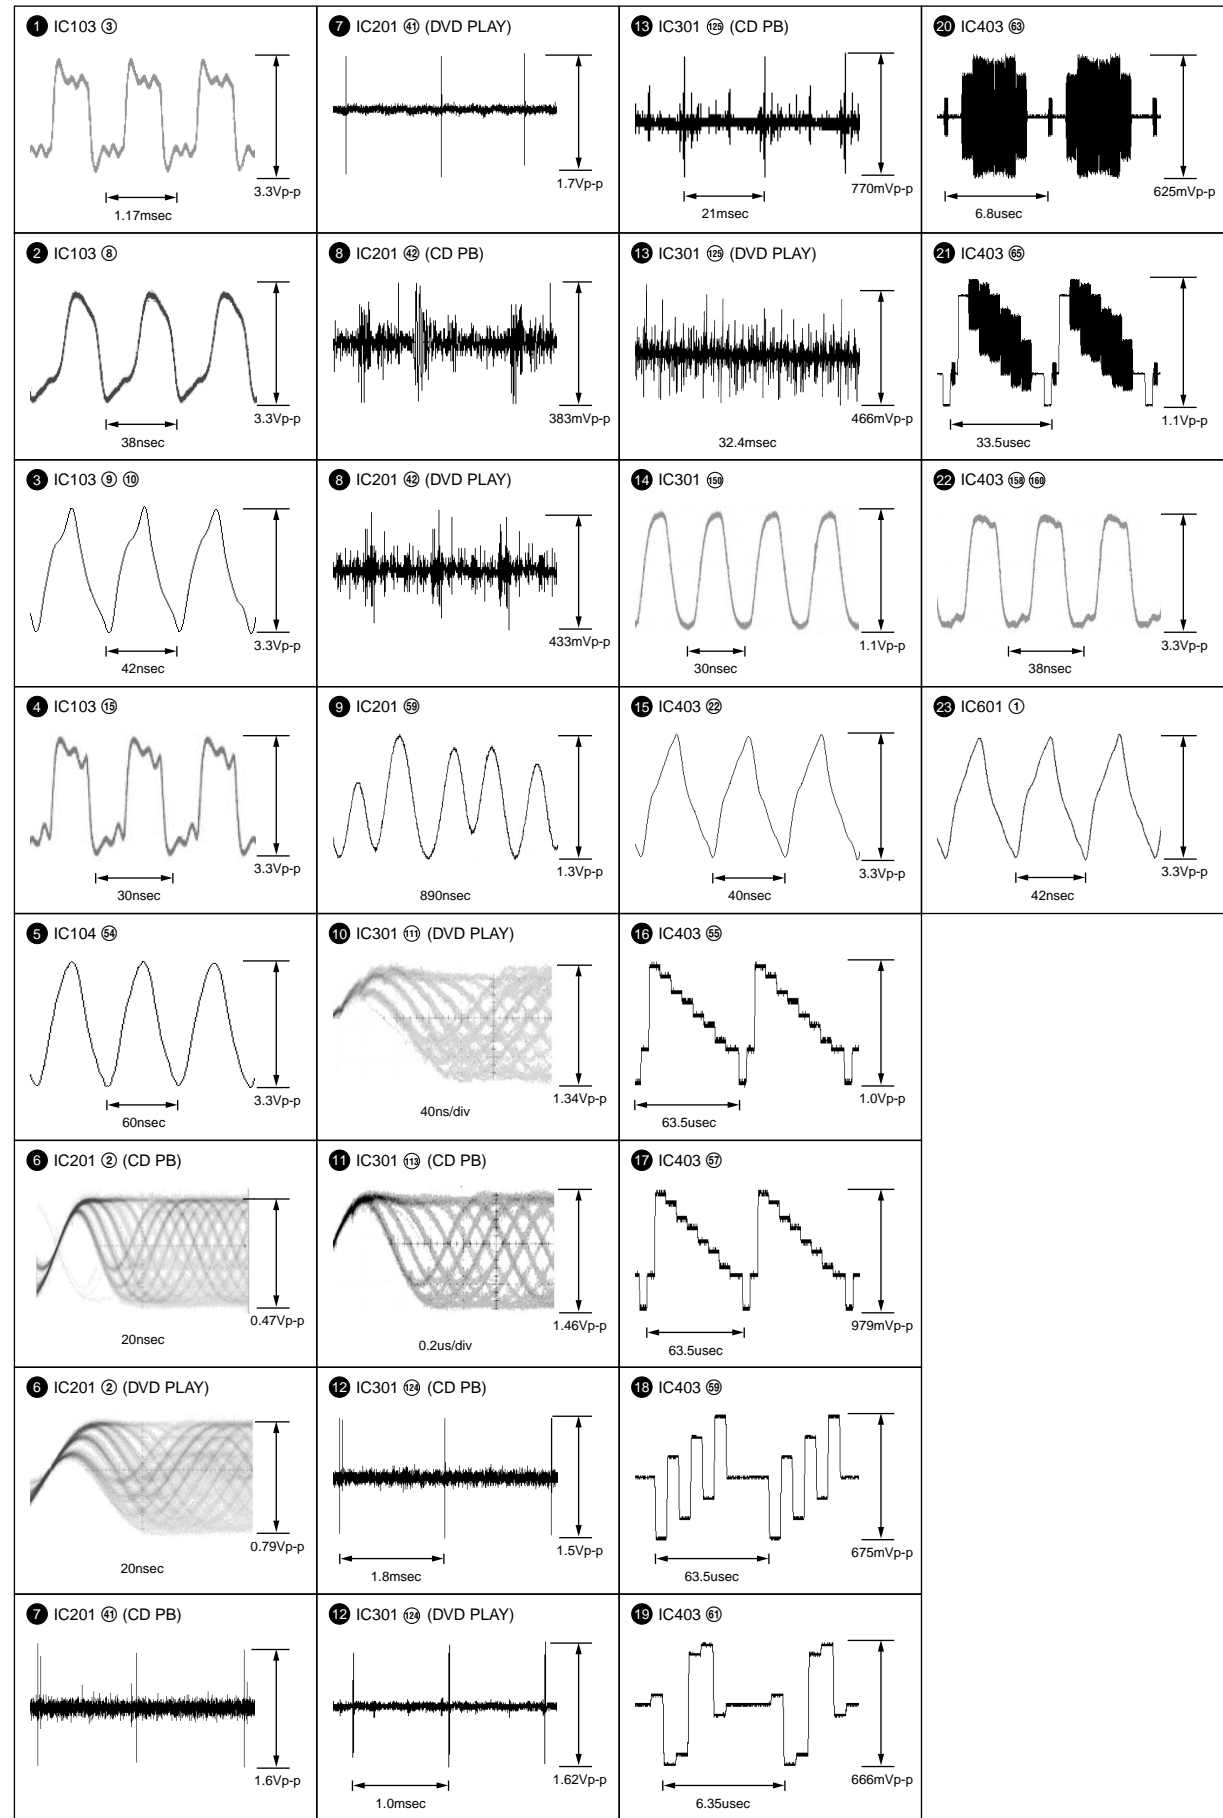 1 IC103 ③
3.3Vp-p
1.17msec
2 IC103 ⑧
3.3Vp-p
38nsec
3 IC103 ⑨ ⑩
3.3Vp-p
42nsec
4 IC103 ⑮
3.3Vp-p
30nsec
5 IC104 54
3.3Vp-p
60nsec
6 IC201 ② (CD PB)
0.47Vp-p
20nsec
6 IC201 ② (DVD PLAY)
0.79Vp-p
20nsec
7 IC201 41 (CD PB)
1.6Vp-p
7 IC201 41 (DVD PLAY)
1.7Vp-p
8 IC201 42 (CD PB)
383mVp-p
8 IC201 42 (DVD PLAY)
433mVp-p
9 IC201 59
1.3Vp-p
890nsec
10 IC301 111 (DVD PLAY)
1.34Vp-p
40ns/div
11 IC301 113 (CD PB)
1.46Vp-p
0.2us/div
12 IC301 124 (CD PB)
1.5Vp-p
1.8msec
12 IC301 124 (DVD PLAY)
1.62Vp-p
1.0msec
13 IC301 125 (CD PB)
770mVp-p
21msec
13 IC301 125 (DVD PLAY)
466mVp-p
32.4msec
14 IC301 150
1.1Vp-p
30nsec
15 IC403 22
3.3Vp-p
40nsec
16 IC403 55
1.0Vp-p
63.5usec
17 IC403 57
979mVp-p
63.5usec
18 IC403 59
675mVp-p
63.5usec
19 IC403 61
666mVp-p
6.35usec
20 IC403 63
625mVp-p
6.8usec
21 IC403 65
1.1Vp-p
33.5usec
22 IC403 158 160
3.3Vp-p
38nsec
23 IC601 ①
3.3Vp-p
42nsec